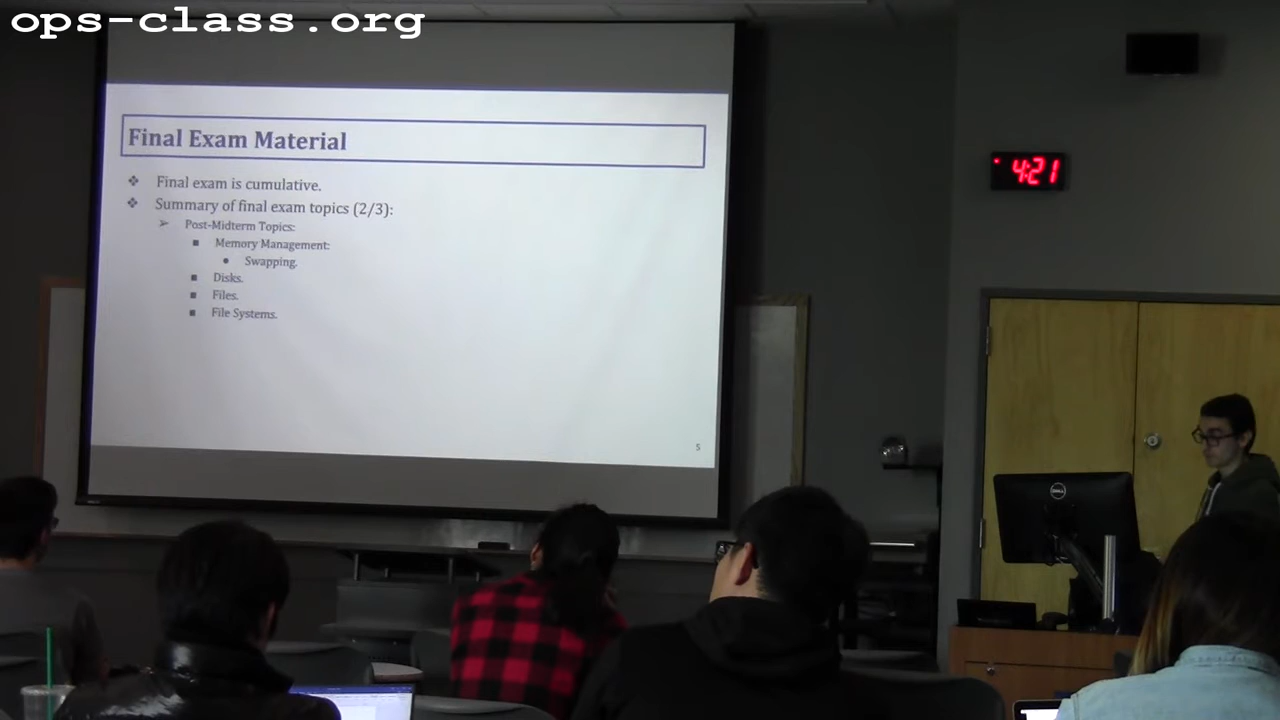 ops-class.org
Final Exam Material
4:21
❖ Final exam is cumulative.
❖ Summary of final exam topics (2/3):
➢ Post-Midterm Topics:
▪ Memory Management:
• Swapping.
▪ Disks.
▪ Files.
▪ File Systems.
5
DELL